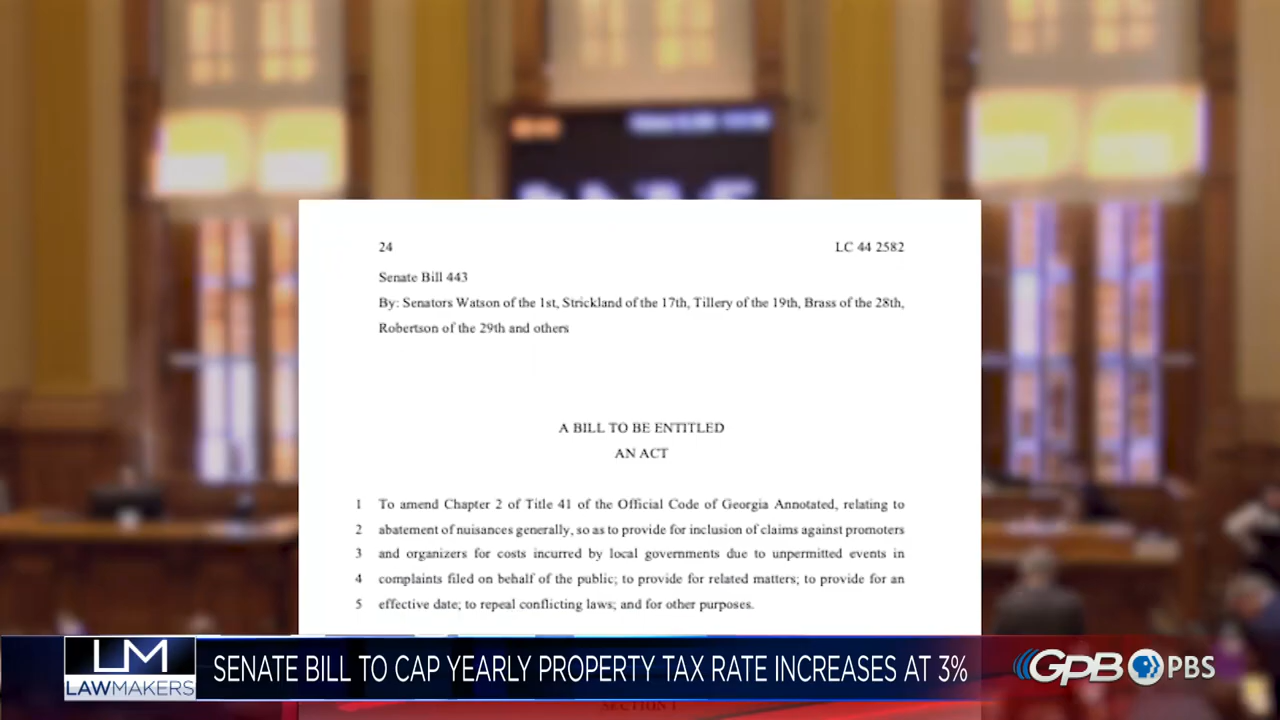 24 LC 44 2582
Senate Bill 443
By: Senators Watson of the 1st, Strickland of the 17th, Tillery of the 19th, Brass of the 28th,
Robertson of the 29th and others
A BILL TO BE ENTITLED
AN ACT
1 To amend Chapter 2 of Title 41 of the Official Code of Georgia Annotated, relating to
2 abatement of nuisances generally, so as to provide for inclusion of claims against promoters
3 and organizers for costs incurred by local governments due to unpermitted events in
4 complaints filed on behalf of the public; to provide for related matters; to provide for an
5 effective date; to repeal conflicting laws; and for other purposes.
LM
LAWMAKERS
SENATE BILL TO CAP YEARLY PROPERTY TAX RATE INCREASES AT 3%
GPB PBS
SECTION 1